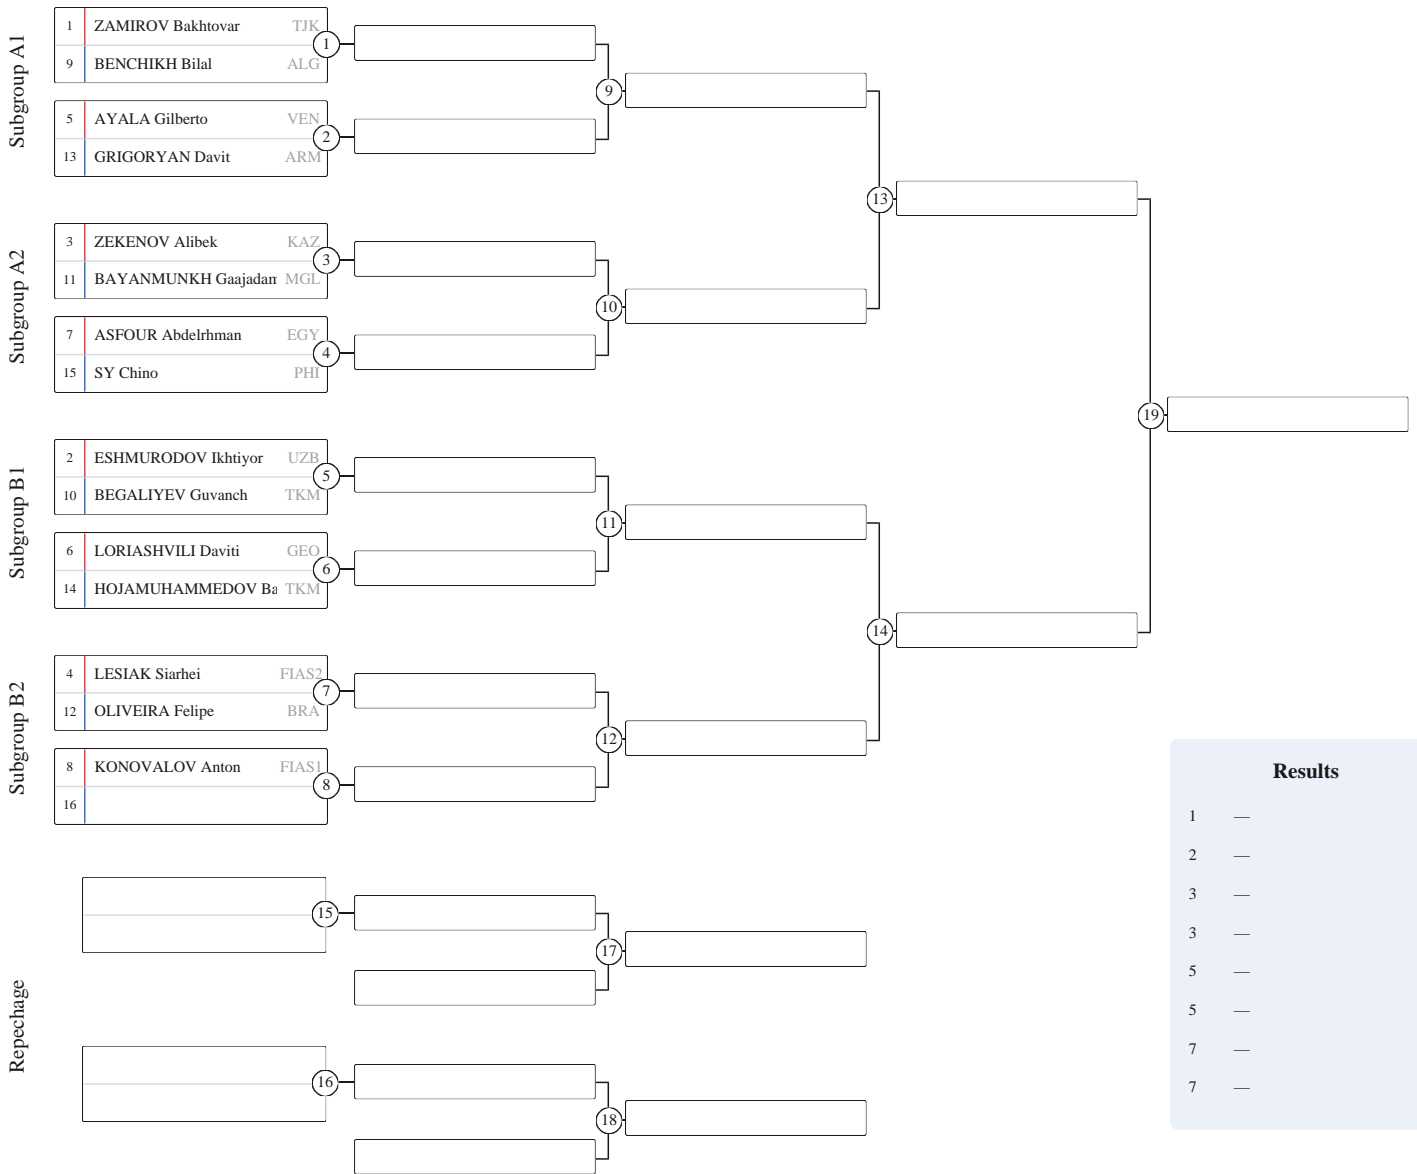 Subgroup A1
1 ZAMIROV Bakhtovar TJK
9 BENCHIKH Bilal ALG
1
5 AYALA Gilberto VEN
13 GRIGORYAN Davit ARM
2
9
Subgroup A2
3 ZEKENOV Alibek KAZ
11 BAYANMUNKH Gaajadam MGL
3
7 ASFOUR Abdelrhman EGY
15 SY Chino PHI
4
10
13
Subgroup B1
2 ESHMURODOV Ikhtiyor UZB
10 BEGALIYEV Guvanch TKM
5
6 LORIASHVILI Daviti GEO
14 HOJAMUHAMMEDOV Ba TKM
6
11
Subgroup B2
4 LESIAK Siarhei FIAS2
12 OLIVEIRA Felipe BRA
7
8 KONOVALOV Anton FIAS1
16
8
12
14
19
Repechage
15
17
16
18
Results
1 —
2 —
3 —
3 —
5 —
5 —
7 —
7 —